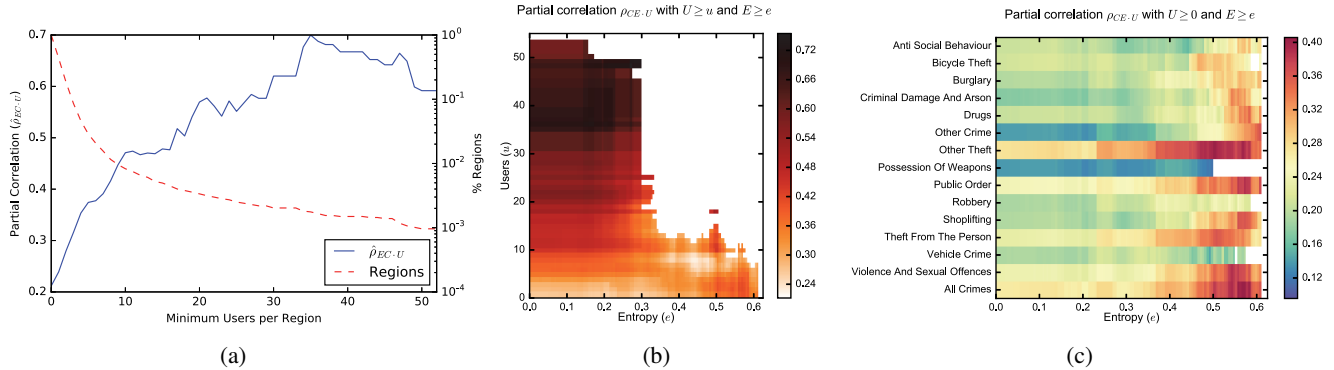 Partial correlation ρ_CE·U with U ≥ u and E ≥ e
Partial correlation ρ_CE·U with U ≥ 0 and E ≥ e
0.7
0.6
0.5
0.4
0.3
0.2
Partial Correlation (ρ̂_EC·U)
10^0
10^-1
10^-2
10^-3
10^-4
% Regions
ρ̂_EC·U
Regions
0
10
20
30
40
50
Minimum Users per Region
(a)
50
40
30
20
10
0
Users (u)
0.0
0.1
0.2
0.3
0.4
0.5
0.6
Entropy (e)
0.72
0.66
0.60
0.54
0.48
0.42
0.36
0.30
0.24
(b)
Anti Social Behaviour
Bicycle Theft
Burglary
Criminal Damage And Arson
Drugs
Other Crime
Other Theft
Possession Of Weapons
Public Order
Robbery
Shoplifting
Theft From The Person
Vehicle Crime
Violence And Sexual Offences
All Crimes
0.0
0.1
0.2
0.3
0.4
0.5
0.6
Entropy (e)
0.40
0.36
0.32
0.28
0.24
0.20
0.16
0.12
(c)